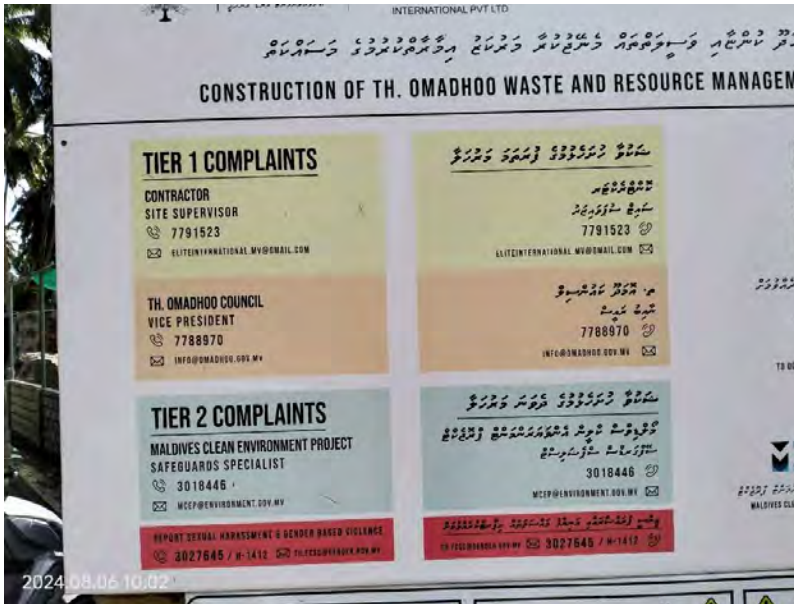 INTERNATIONAL PVT LTD
CONSTRUCTION OF TH. OMADHOO WASTE AND RESOURCE
TIER 1 COMPLAINTS
CONTRACTOR
SITE SUPERVISOR
7791523
ELITEINTERNATIONAL.MV@GMAIL.COM
TH. OMADHOO COUNCIL
VICE PRESIDENT
7788970
INFO@OMADHOO.GOV.MV
TIER 2 COMPLAINTS
MALDIVES CLEAN ENVIRONMENT PROJECT
SAFEGUARDS SPECIALIST
3018446
MCEP@ENVIRONMENT.GOV.MV
REPORT SEXUAL HARASSMENT & GENDER BASED VIOLENCE
3027645 / H-1412
ޝަކުވާ ހުށަހެޅުމުގެ ފުރަތަމަ މަރުހަލާ
ކޮންޓްރެކްޓަރ
ސައިޓް ސުޕަވައިޒަރު
7791523
ELITEINTERNATIONAL.MV@GMAIL.COM
ތ. އޮމަދޫ ކައުންސިލް
ނާއިބު ރައީސް
7788970
INFO@OMADHOO.GOV.MV
ޝަކުވާ ހުށަހެޅުމުގެ ދެވަނަ މަރުހަލާ
މޯލްޑިވްސް ކްލީން އެންވަޔަރަންމަންޓް ޕްރޮޖެކްޓް
3018446
MCEP@ENVIRONMENT.GOV.MV
3027645 / H-1412
MALDIVES
2024.08.06 10:02